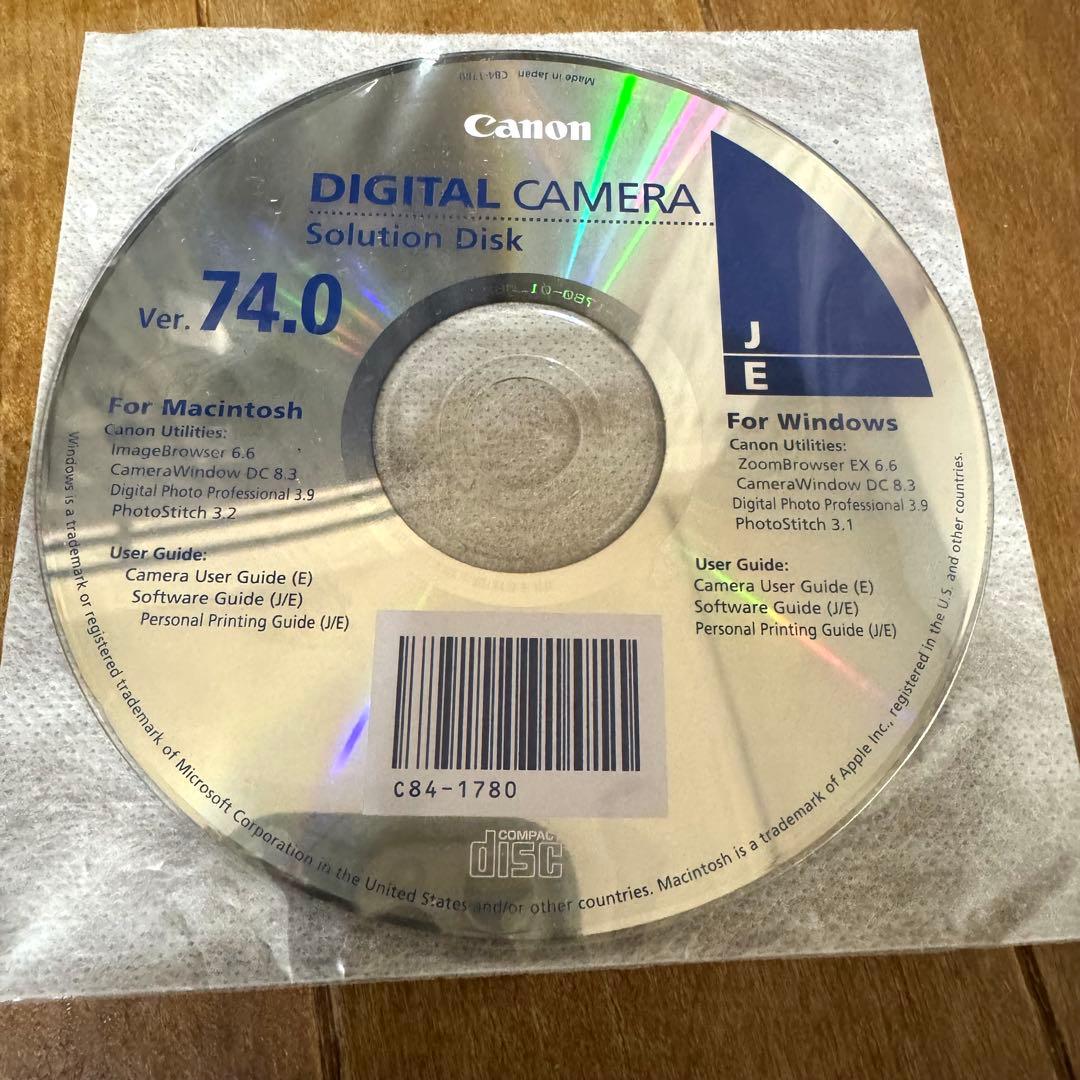 Made in Japan C84-1780
Canon
DIGITAL CAMERA
Solution Disk
Ver. 74.0
J
E
For Macintosh
Canon Utilities:
ImageBrowser 6.6
CameraWindow DC 8.3
Digital Photo Professional 3.9
PhotoStitch 3.2
User Guide:
Camera User Guide (E)
Software Guide (J/E)
Personal Printing Guide (J/E)
For Windows
Canon Utilities:
ZoomBrowser EX 6.6
CameraWindow DC 8.3
Digital Photo Professional 3.9
PhotoStitch 3.1
User Guide:
Camera User Guide (E)
Software Guide (J/E)
Personal Printing Guide (J/E)
C84-1780
COMPACT
disc
Windows is a trademark or registered trademark of Microsoft Corporation in the United States and/or other countries. Macintosh is a trademark of Apple Inc., registered in the U.S. and other countries.